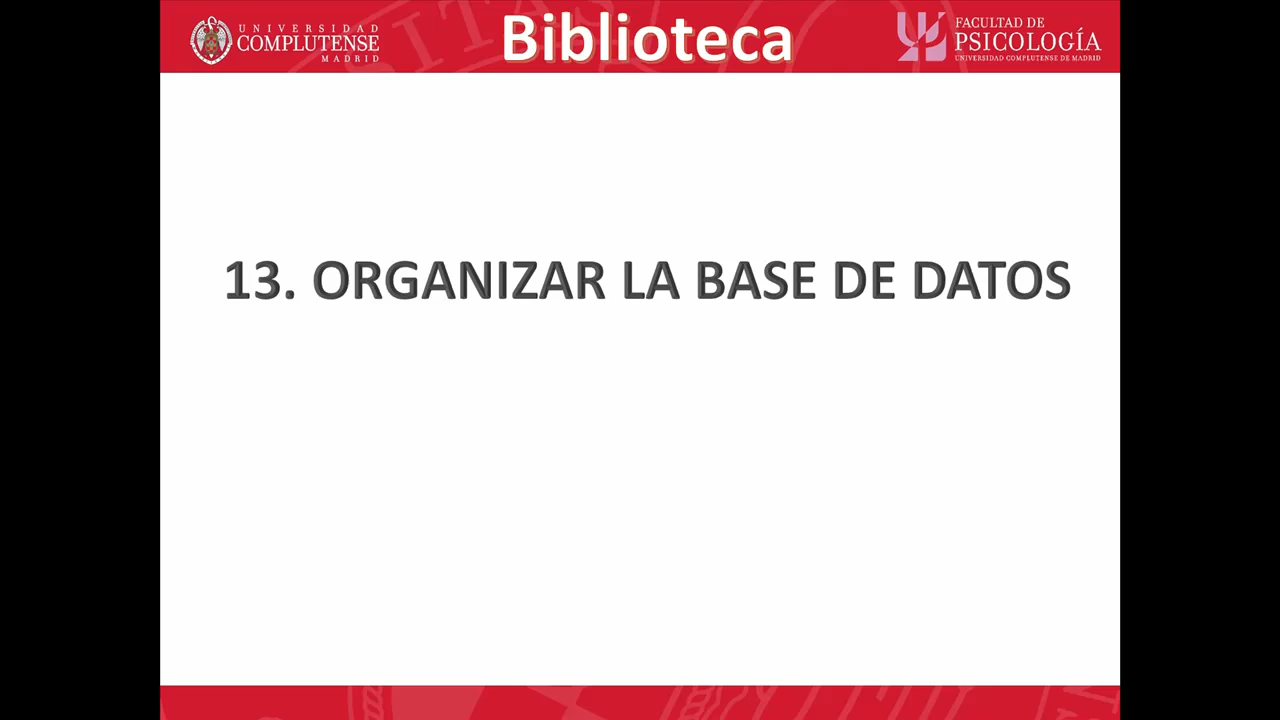 UNIVERSIDAD
COMPLUTENSE
MADRID
Biblioteca
FACULTAD DE
PSICOLOGÍA
UNIVERSIDAD COMPLUTENSE DE MADRID
13. ORGANIZAR LA BASE DE DATOS